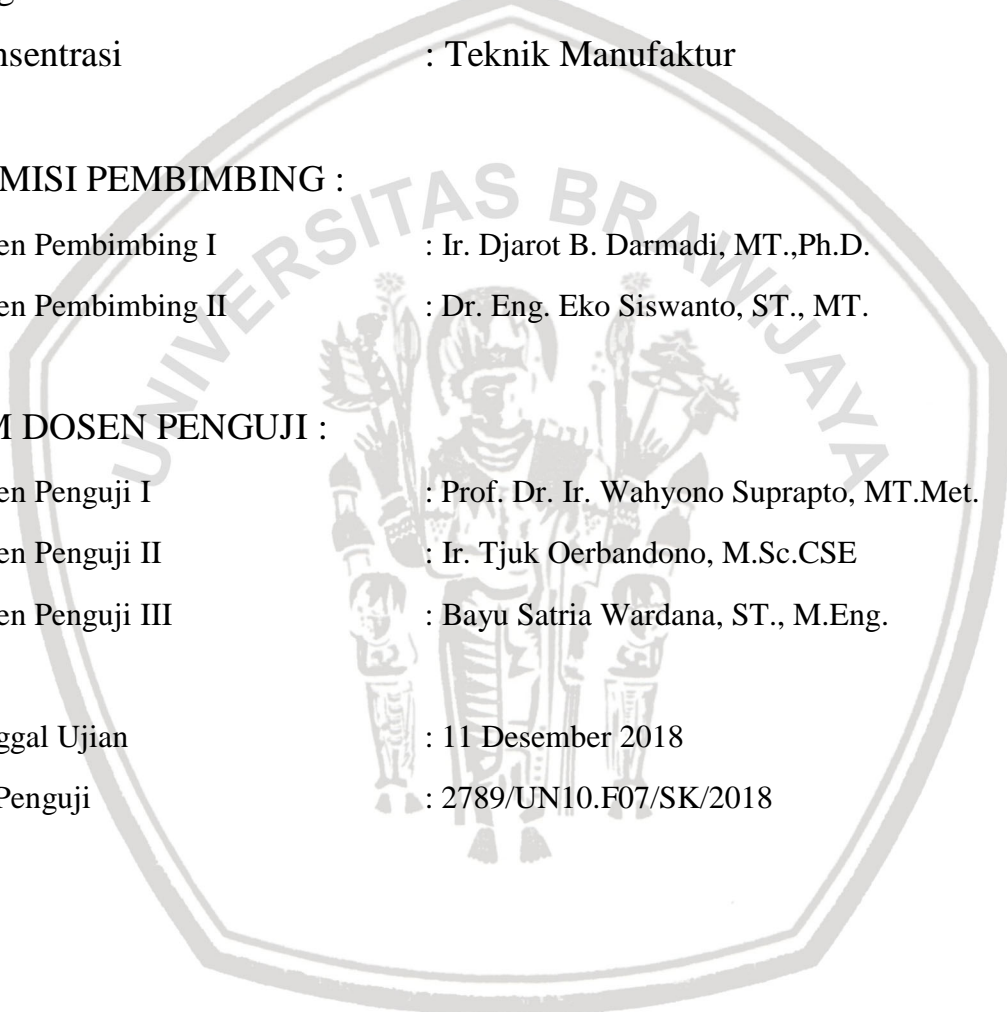 nsentrasi : Teknik Manufaktur
MISI PEMBIMBING :
en Pembimbing I : Ir. Djarot B. Darmadi, MT.,Ph.D.
en Pembimbing II : Dr. Eng. Eko Siswanto, ST., MT.
M DOSEN PENGUJI :
en Penguji I : Prof. Dr. Ir. Wahyono Suprapto, MT.Met.
en Penguji II : Ir. Tjuk Oerbandono, M.Sc.CSE
en Penguji III : Bayu Satria Wardana, ST., M.Eng.
ggal Ujian : 11 Desember 2018
Penguji : 2789/UN10.F07/SK/2018
UNIVERSITAS BRAWIJAYA